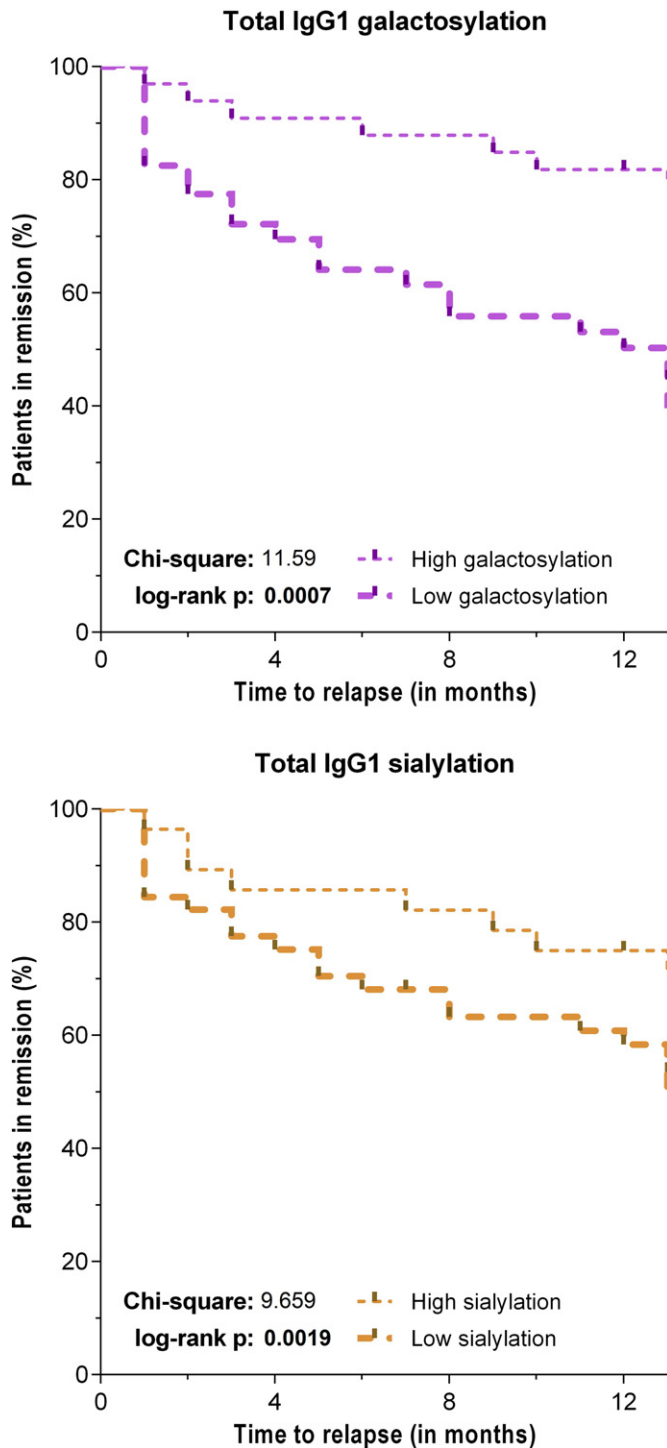 Total IgG1 galactosylation
100
80
60
40
20
0
Patients in remission (%)
Chi-square: 11.59
log-rank p: 0.0007
High galactosylation
Low galactosylation
0 4 8 12
Time to relapse (in months)
Total IgG1 sialylation
100
80
60
40
20
0
Patients in remission (%)
Chi-square: 9.659
log-rank p: 0.0019
High sialylation
Low sialylation
0 4 8 12
Time to relapse (in months)